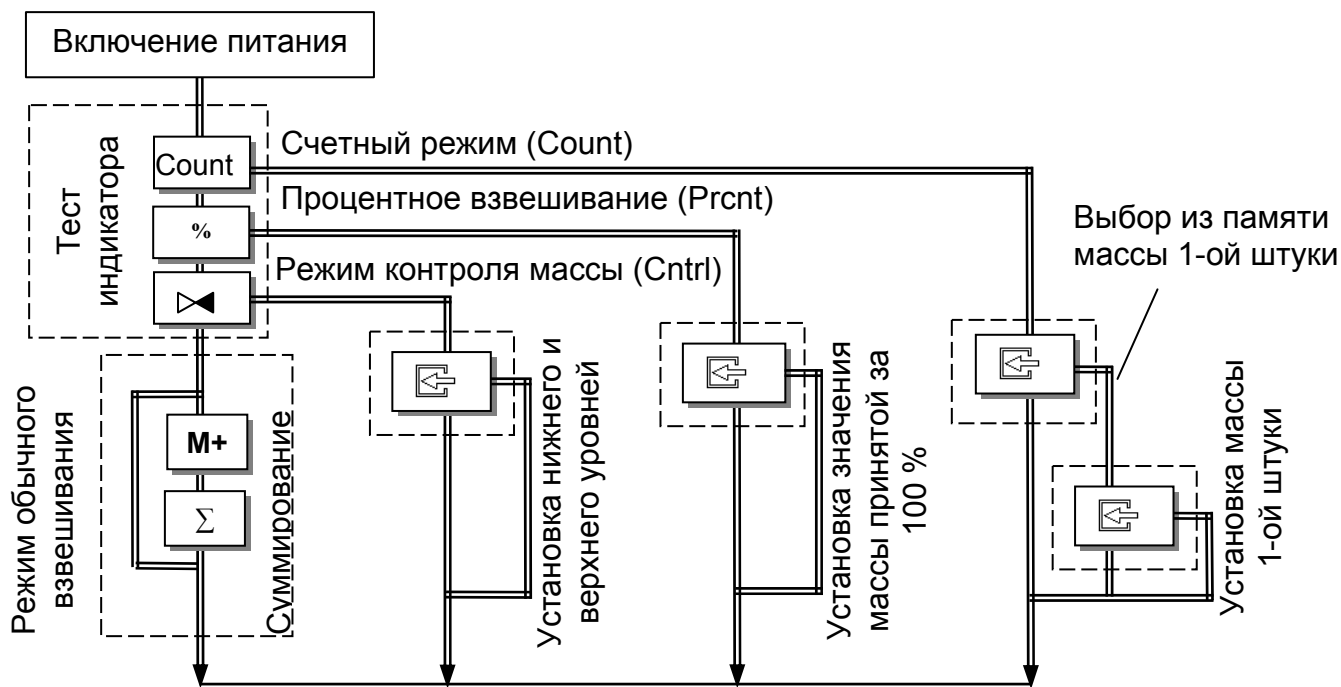 Включение питания
Тест
индикатора
Count
Счетный режим (Count)
%
Процентное взвешивание (Prcnt)
Режим контроля массы (Cntrl)
Выбор из памяти
массы 1-ой штуки
Режим обычного
взвешивания
M+
Σ
Суммирование
Установка нижнего и
верхнего уровней
Установка значения
массы принятой за
100 %
Установка массы
1-ой штуки